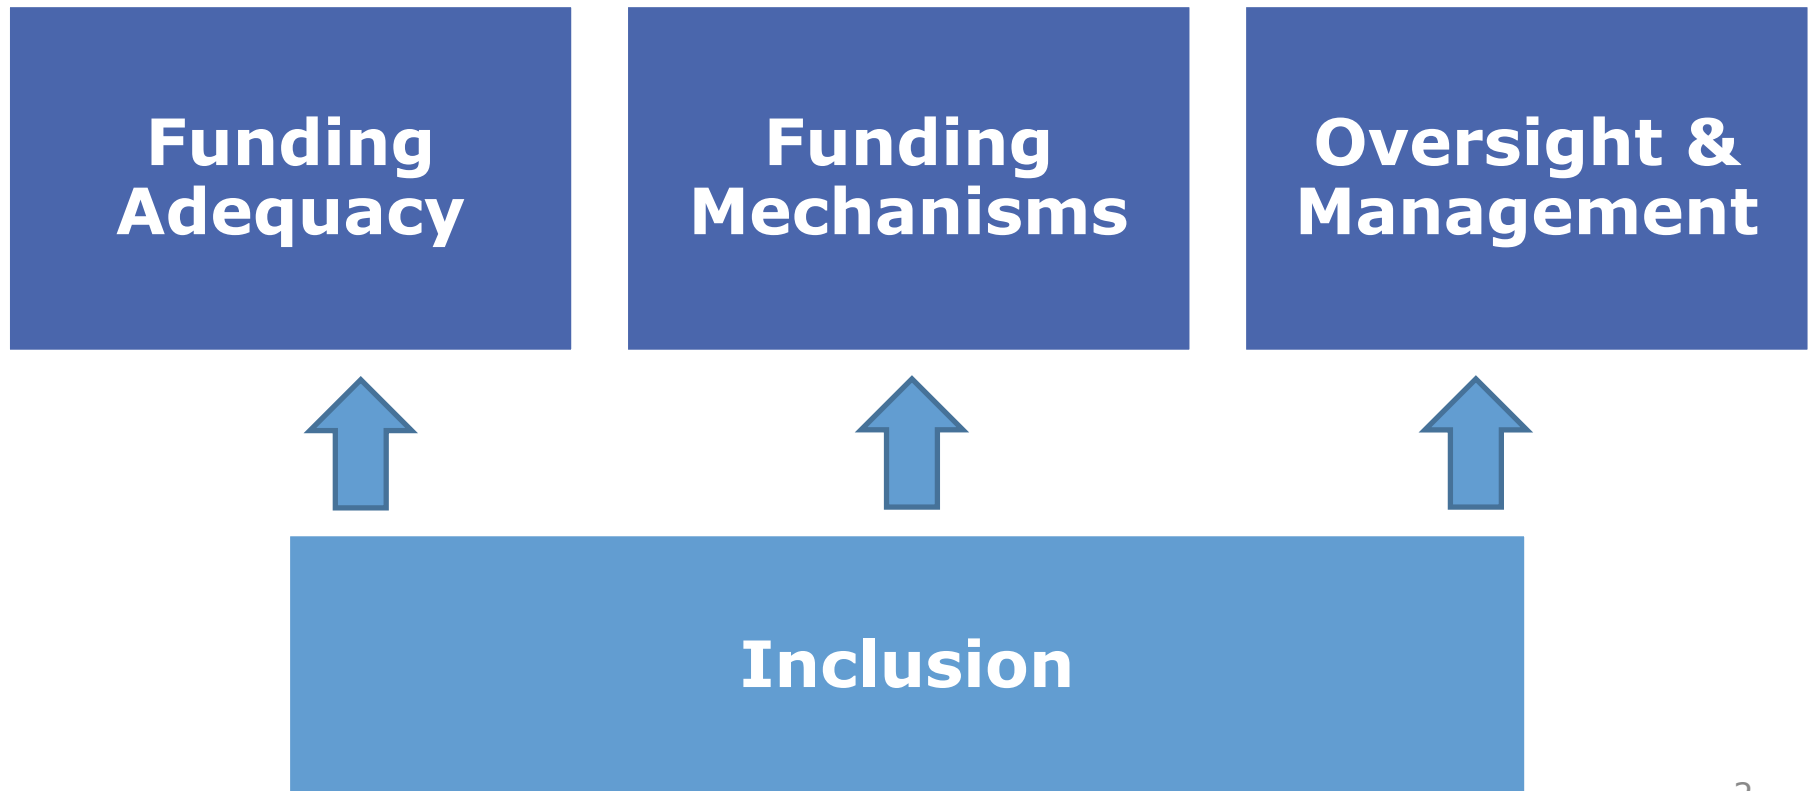 Funding
Adequacy
Funding
Mechanisms
Oversight &
Management
Inclusion